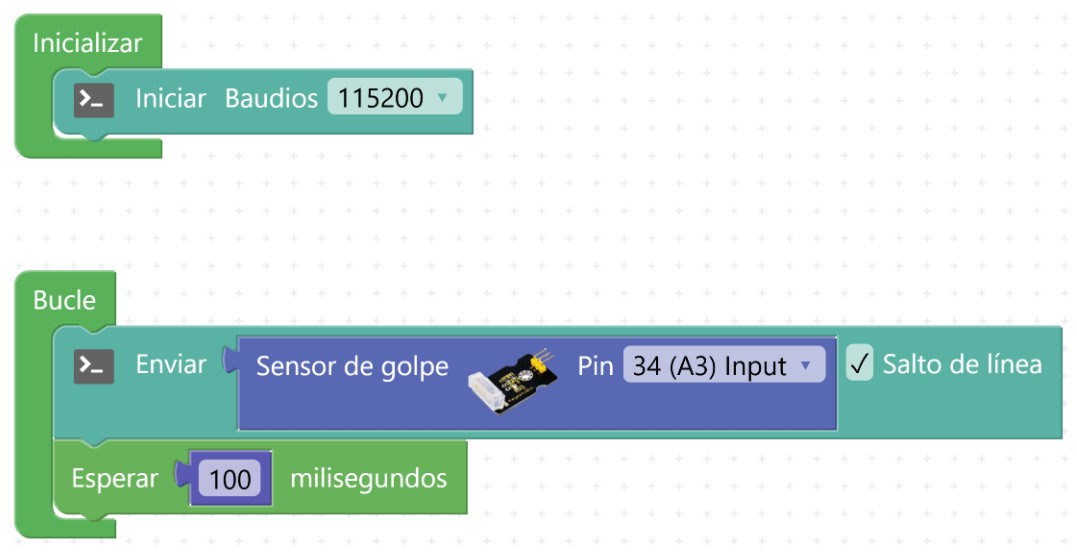 Inicializar
>_ Iniciar Baudios 115200
Bucle
>_ Enviar Sensor de golpe Pin 34 (A3) Input ✓ Salto de línea
Esperar 100 milisegundos